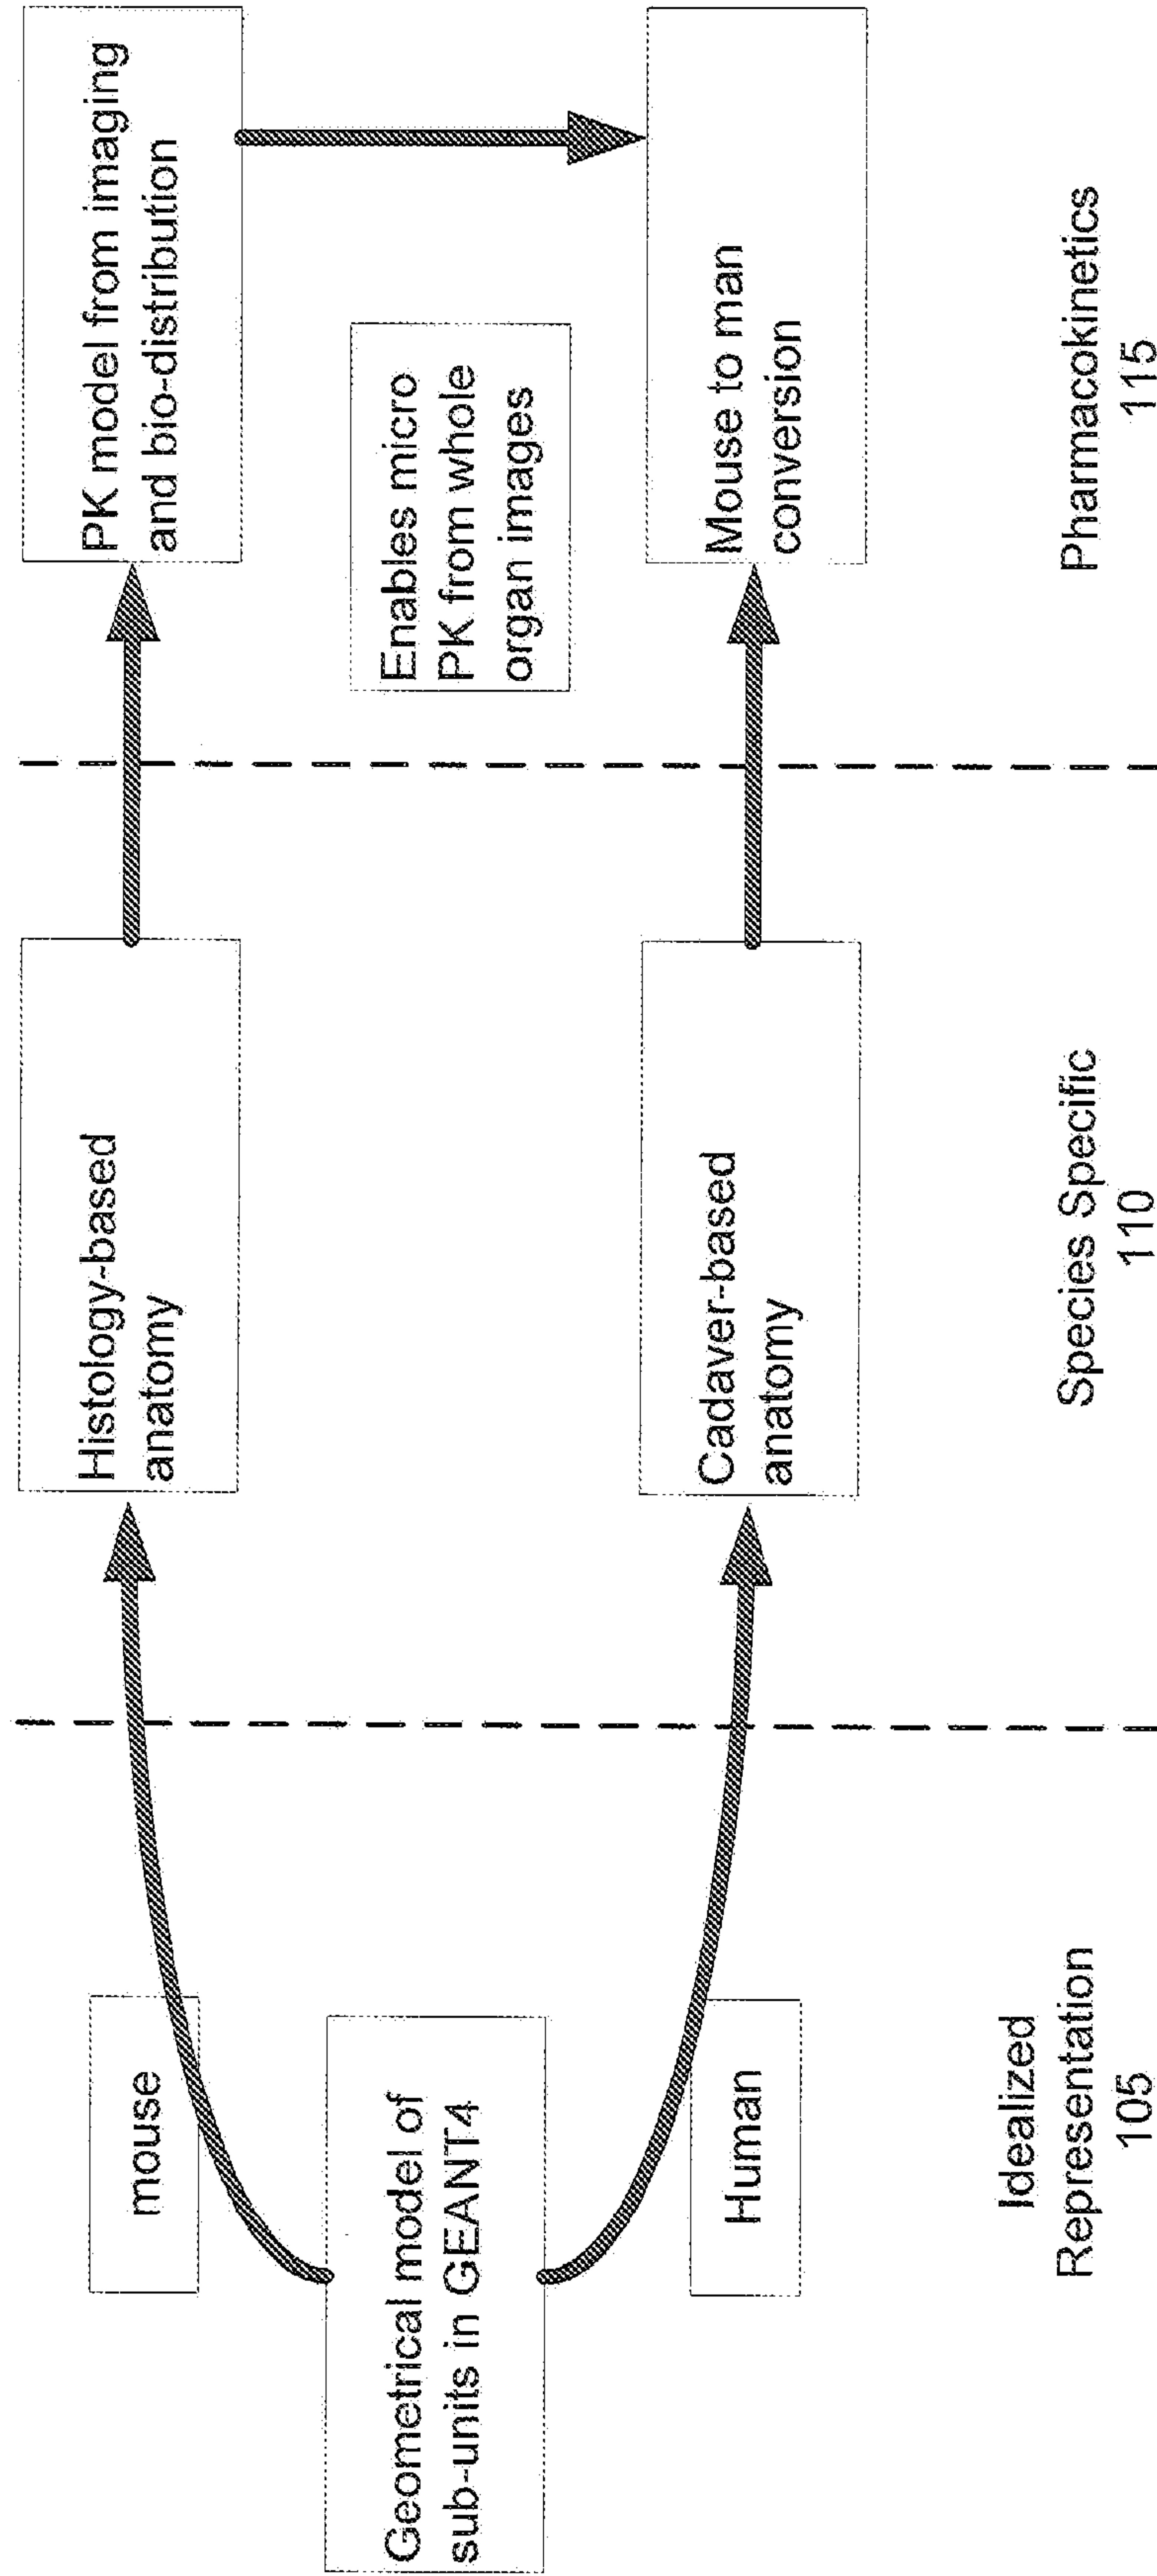 mouse
Geometrical model of
sub-units in GEANT4
Human
Idealized
Representation
105
Histology-based
anatomy
Cadaver-based
anatomy
Species Specific
110
PK model from imaging
and bio-distribution
Enables micro
PK from whole
organ images
Mouse to man
conversion
Pharmacokinetics
115